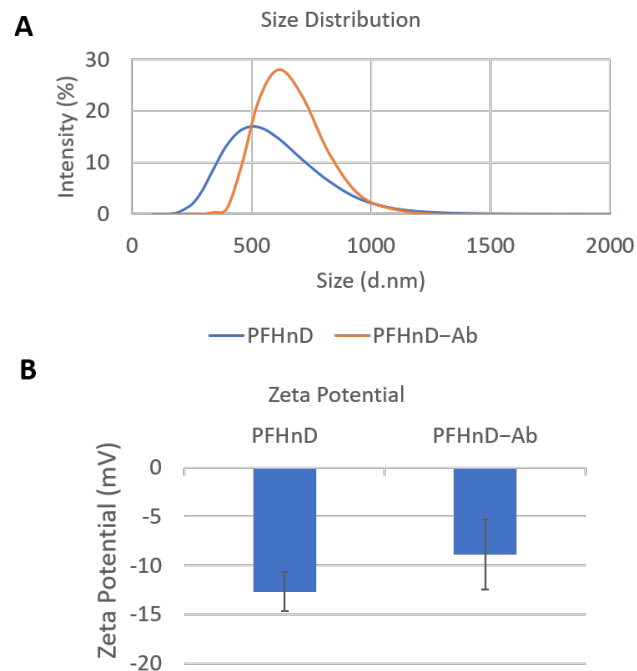 A
Size Distribution
Intensity (%)
30
20
10
0
0 500 1000 1500 2000
Size (d.nm)
PFHnD PFHnD–Ab
B
Zeta Potential
PFHnD PFHnD–Ab
Zeta Potential (mV)
0
-5
-10
-15
-20